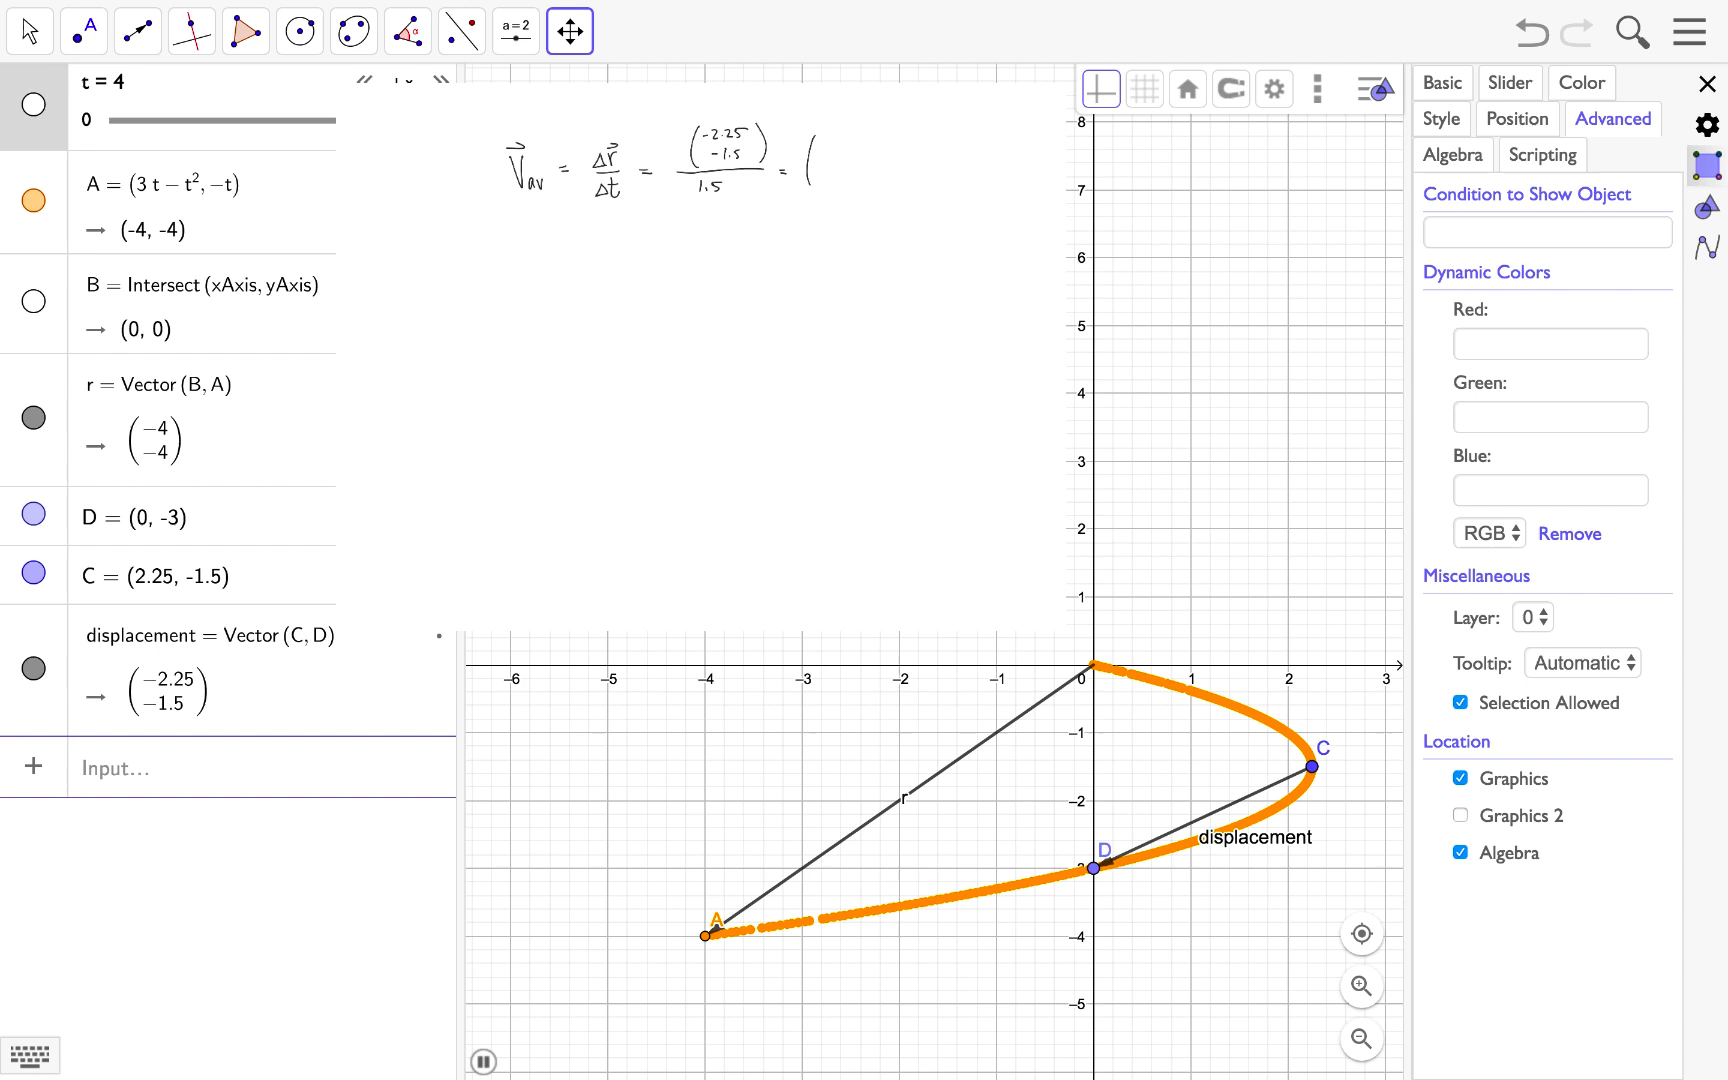 A
α
a=2
t = 4
0
A = (3 t − t², −t)
→ (-4, -4)
B = Intersect (xAxis, yAxis)
→ (0, 0)
r = Vector (B, A)
→ (−4
−4)
D = (0, -3)
C = (2.25, -1.5)
displacement = Vector (C, D)
→ (−2.25
−1.5)
+ Input...
V⃗av = Δr⃗/Δt = (-2.25
-1.5)/1.5 = (
8
7
6
5
4
3
2
1
−6 −5 −4 −3 −2 −1 0 1 2 3
−1
−2
−4
−5
C
r
displacement
D
A
Basic Slider Color
Style Position Advanced
Algebra Scripting
Condition to Show Object
Dynamic Colors
Red:
Green:
Blue:
RGB Remove
Miscellaneous
Layer: 0
Tooltip: Automatic
Selection Allowed
Location
Graphics
Graphics 2
Algebra